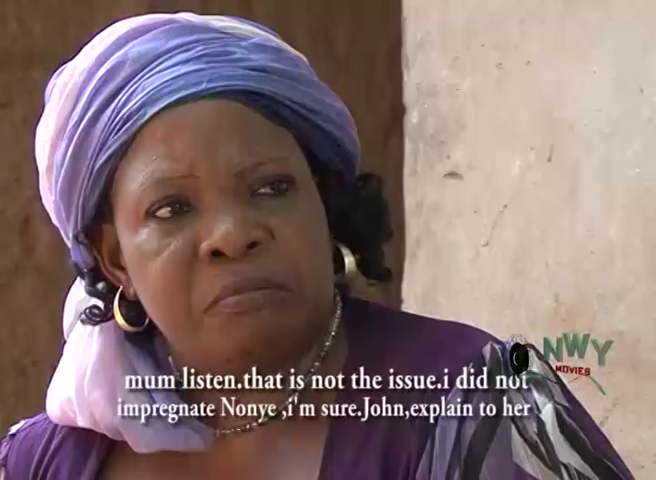 NWY
MOVIES
mum listen.that is not the issue.i did not
impregnate Nonye ,i'm sure.John,explain to her